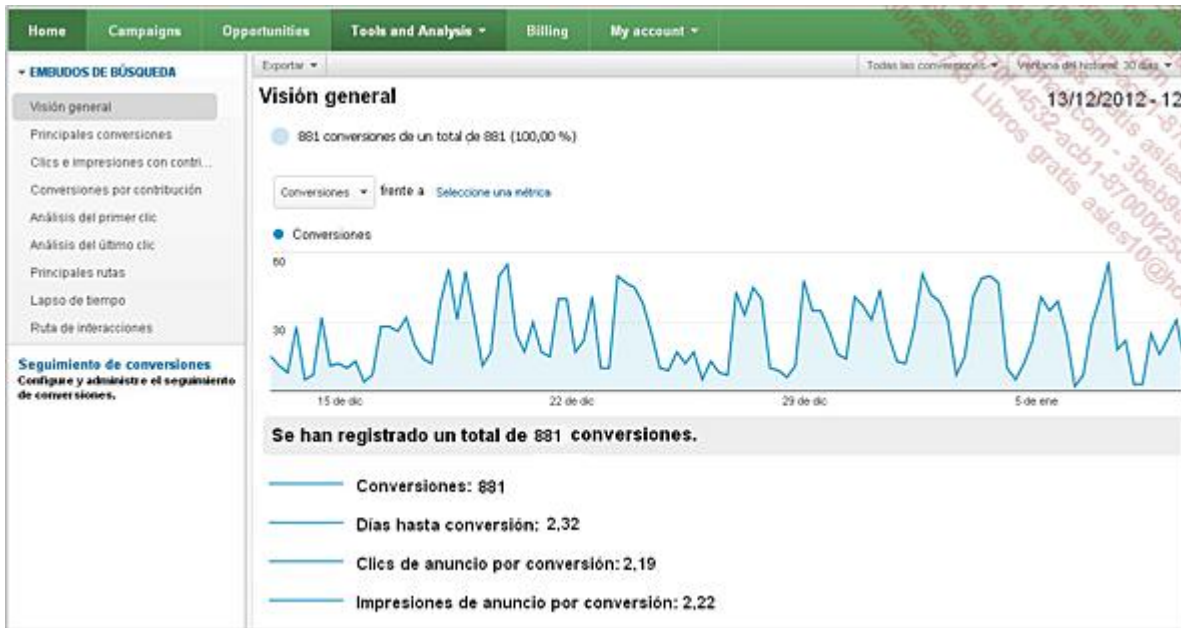 Home Campaigns Opportunities Tools and Analysis Billing My account
EMBUDOS DE BÚSQUEDA
Visión general
Principales conversiones
Clics e impresiones con contri...
Conversiones por contribución
Análisis del primer clic
Análisis del último clic
Principales rutas
Lapso de tiempo
Ruta de interacciones
Seguimiento de conversiones
Configure y administre el seguimiento
de conversiones.
Exportar Todas las conversiones Ventana del historial: 30 días
Visión general 13/12/2012 - 12
881 conversiones de un total de 881 (100,00 %)
Conversiones frente a Seleccione una métrica
Conversiones
60
30
15 de dic 22 de dic 29 de dic 5 de ene
Se han registrado un total de 881 conversiones.
Conversiones: 881
Días hasta conversión: 2,32
Clics de anuncio por conversión: 2,19
Impresiones de anuncio por conversión: 2,22